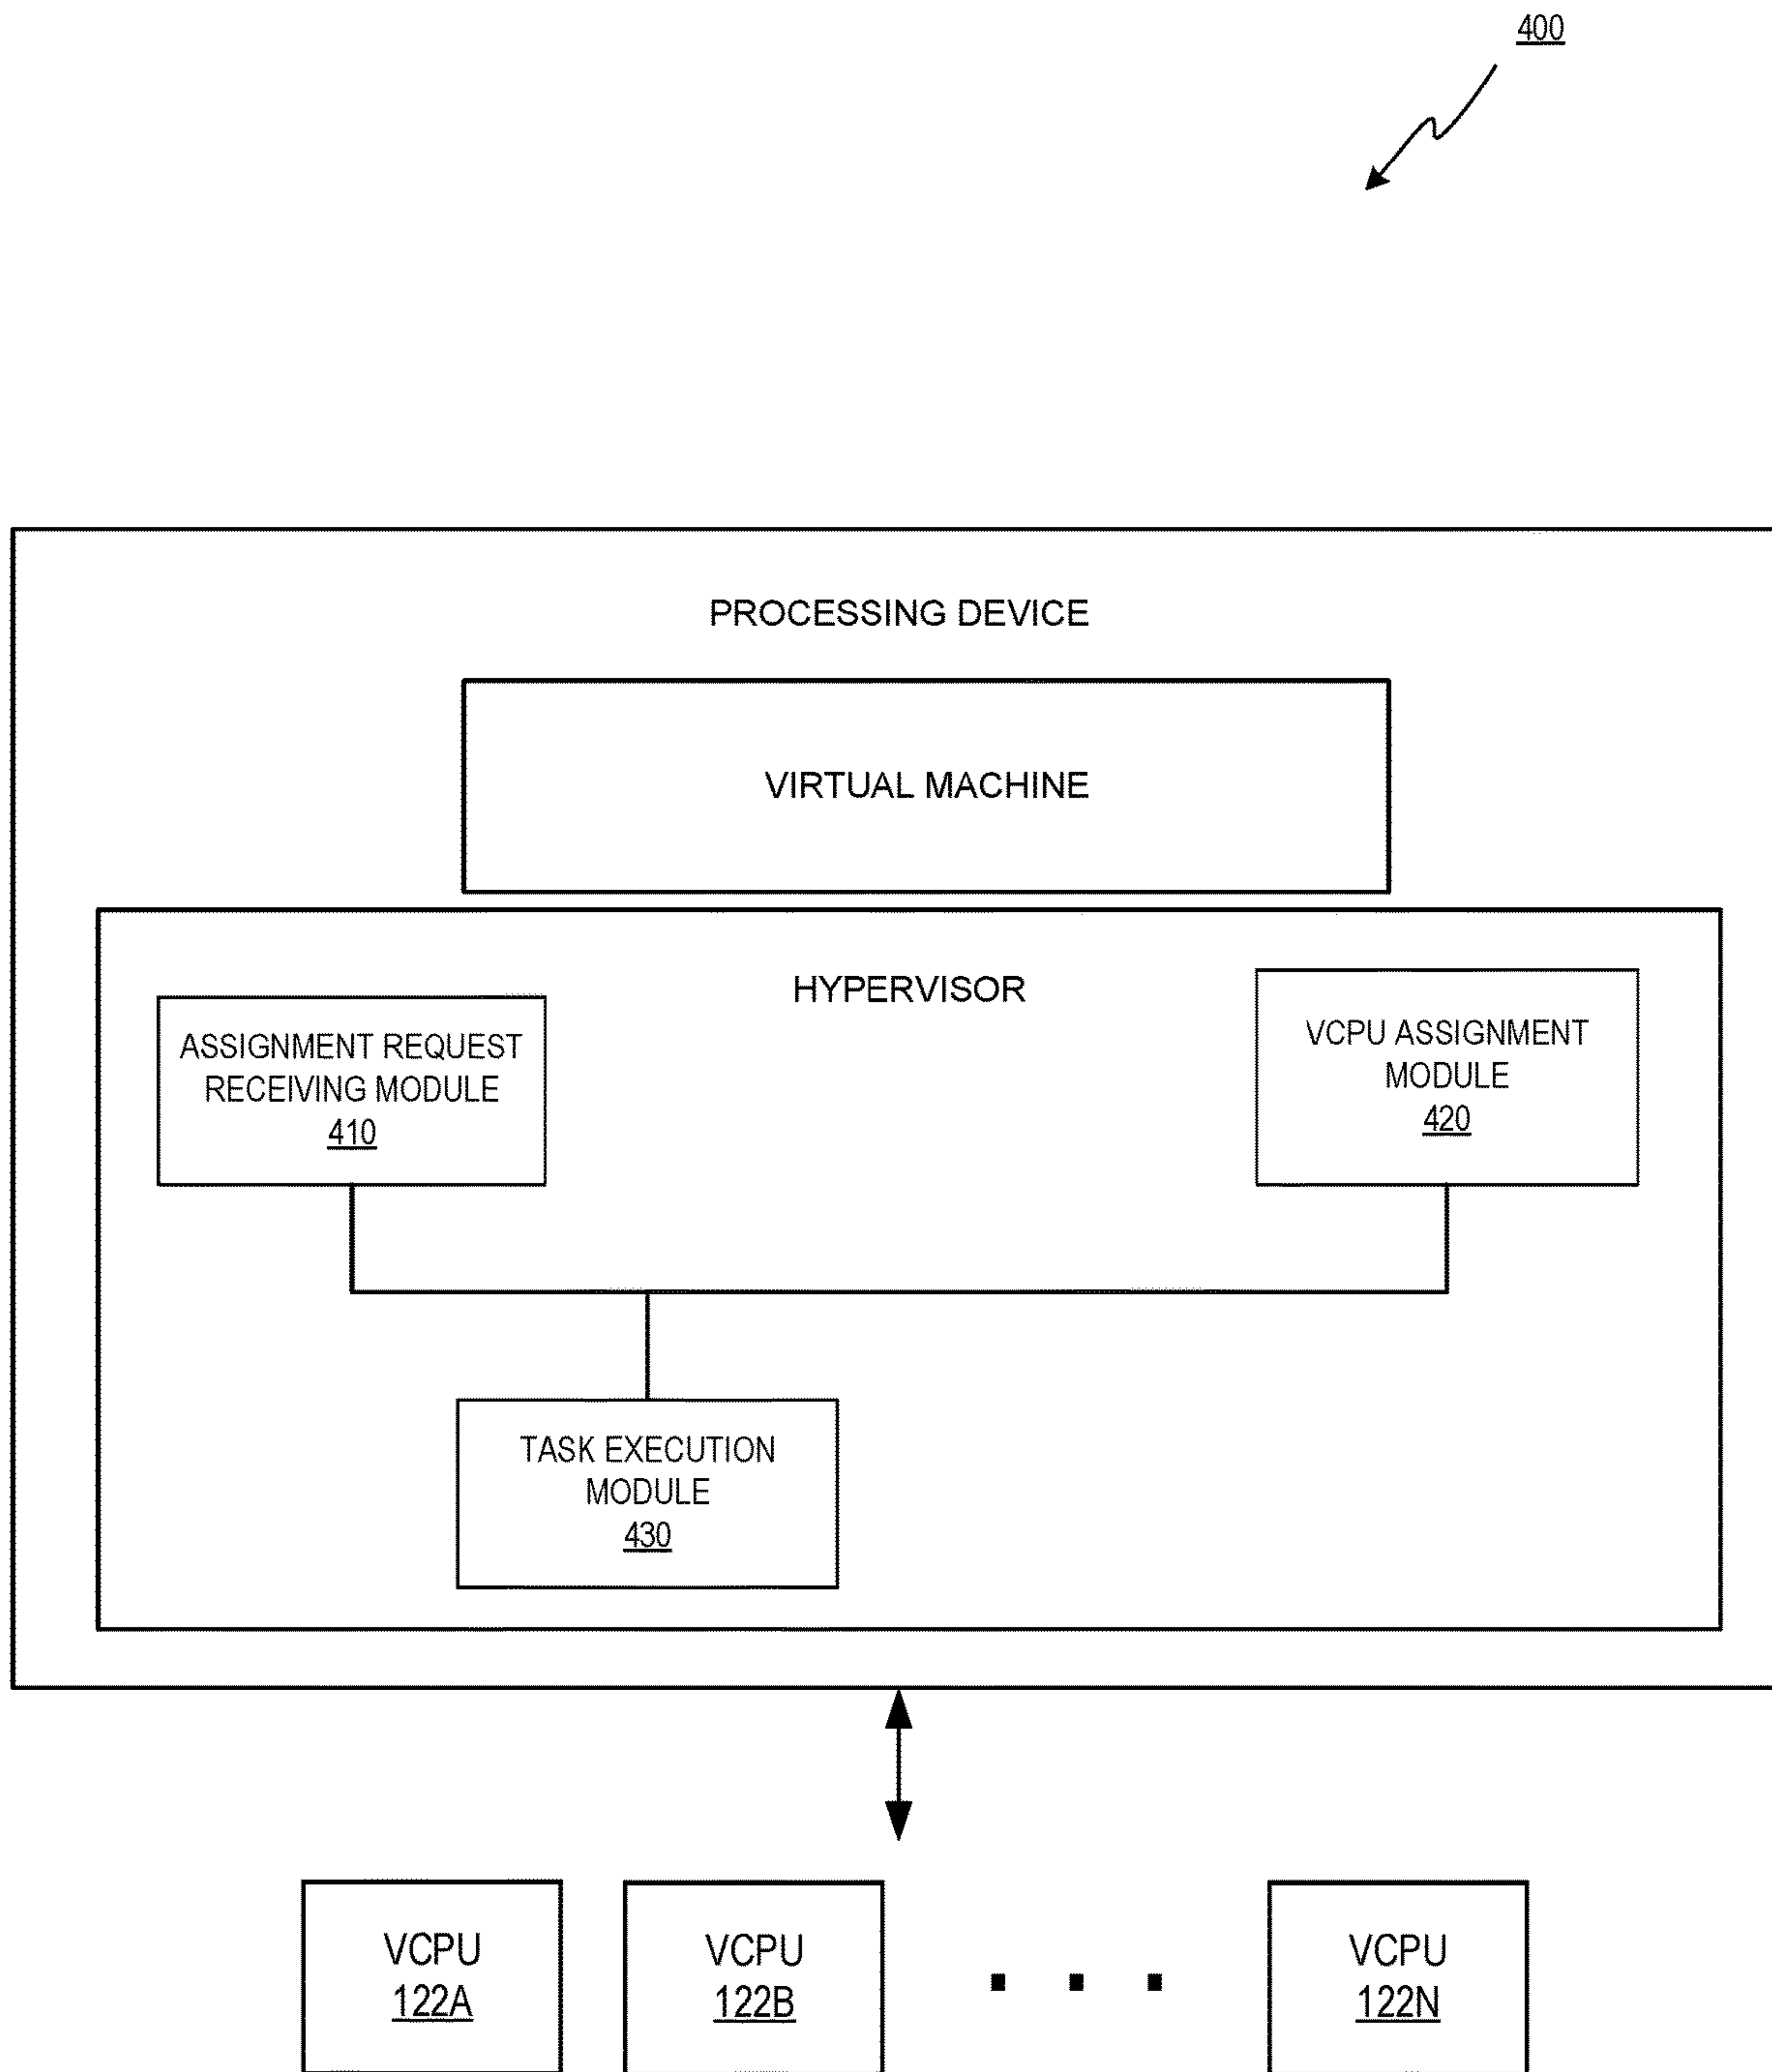 400
PROCESSING DEVICE
VIRTUAL MACHINE
HYPERVISOR
ASSIGNMENT REQUEST
RECEIVING MODULE
410
VCPU ASSIGNMENT
MODULE
420
TASK EXECUTION
MODULE
430
VCPU
122A
VCPU
122B
VCPU
122N